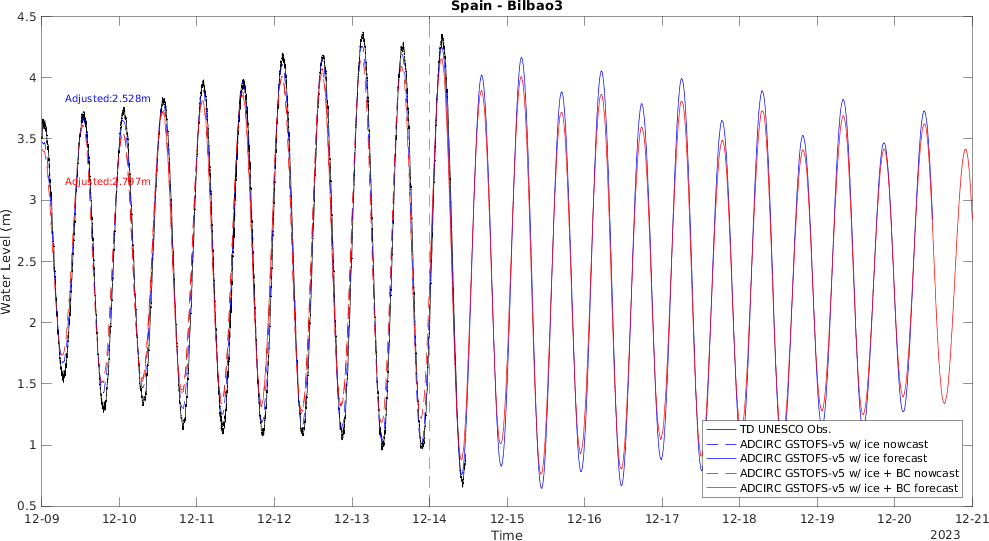 Spain - Bilbao3
4.5
4
3.5
3
2.5
2
1.5
1
0.5
Water Level (m)
Adjusted:2.528m
Adjusted:2.797m
TD UNESCO Obs.
ADCIRC GSTOFS-v5 w/ ice nowcast
ADCIRC GSTOFS-v5 w/ ice forecast
ADCIRC GSTOFS-v5 w/ ice + BC nowcast
ADCIRC GSTOFS-v5 w/ ice + BC forecast
12-09 12-10 12-11 12-12 12-13 12-14 12-15 12-16 12-17 12-18 12-19 12-20 12-21
Time 2023